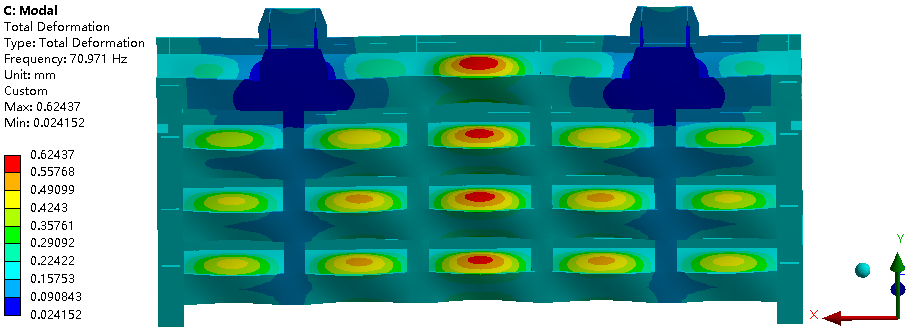 C: Modal
Total Deformation
Type: Total Deformation
Frequency: 70.971 Hz
Unit: mm
Custom
Max: 0.62437
Min: 0.024152
0.62437
0.55768
0.49099
0.4243
0.35761
0.29092
0.22422
0.15753
0.090843
0.024152
Y
X